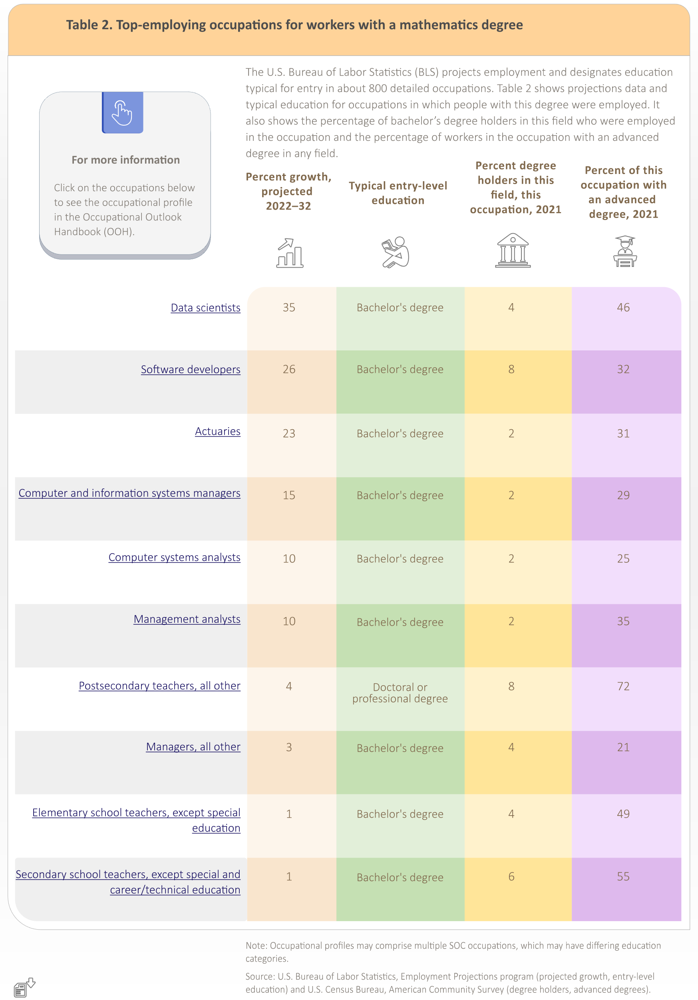 Table 2. Top-employing occupations for workers with a mathematics degree
The U.S. Bureau of Labor Statistics (BLS) projects employment and designates education
typical for entry in about 800 detailed occupations. Table 2 shows projections data and
typical education for occupations in which people with this degree were employed. It
also shows the percentage of bachelor’s degree holders in this field who were employed
in the occupation and the percentage of workers in the occupation with an advanced
degree in any field.
For more information
Click on the occupations below
to see the occupational profile
in the Occupational Outlook
Handbook (OOH).
Percent growth,
projected
2022–32
Typical entry-level
education
Percent degree
holders in this
field, this
occupation, 2021
Percent of this
occupation with
an advanced
degree, 2021
Data scientists 35 Bachelor's degree 4 46
Software developers 26 Bachelor's degree 8 32
Actuaries 23 Bachelor's degree 2 31
Computer and information systems managers 15 Bachelor's degree 2 29
Computer systems analysts 10 Bachelor's degree 2 25
Management analysts 10 Bachelor's degree 2 35
Postsecondary teachers, all other 4 Doctoral or 8 72
professional degree
Managers, all other 3 Bachelor's degree 4 21
Elementary school teachers, except special 1 Bachelor's degree 4 49
education
Secondary school teachers, except special and 1 Bachelor's degree 6 55
career/technical education
Note: Occupational profiles may comprise multiple SOC occupations, which may have differing education
categories.
Source: U.S. Bureau of Labor Statistics, Employment Projections program (projected growth, entry-level
education) and U.S. Census Bureau, American Community Survey (degree holders, advanced degrees).